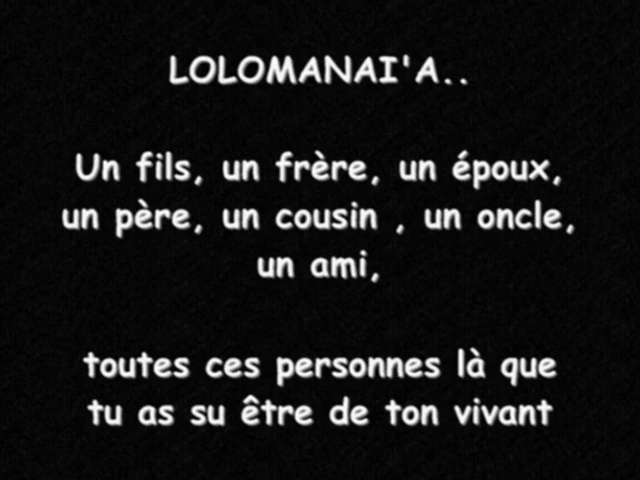 LOLOMANAI'A..
Un fils, un frère, un époux,
un père, un cousin , un oncle,
un ami,
toutes ces personnes là que
tu as su être de ton vivant